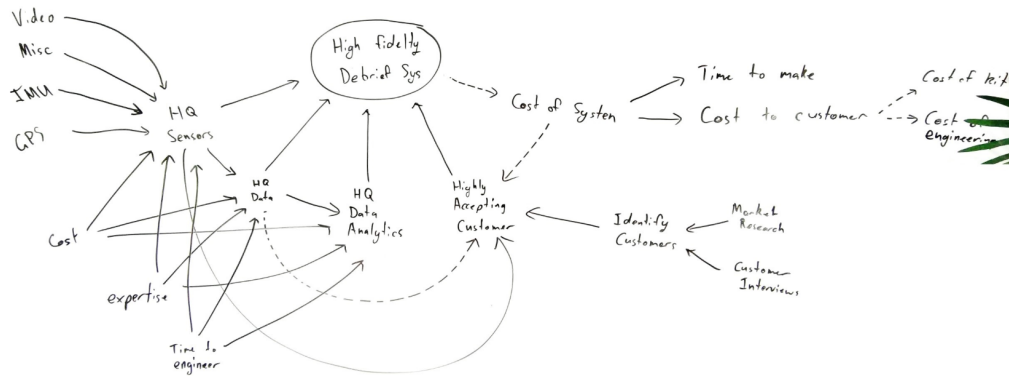 Video
Misc
IMU
GPS
HQ
Sensors
High fidelty
Debrief Sys
Cost of System
Time to make
Cost to customer
Cost of kit
Cost
engineering
HQ
Data
HQ
Data
Analytics
Highly
Accepting
Customer
Identify
Customers
Market
Research
Customer
Interviews
Cost
expertise
Time to
engineer